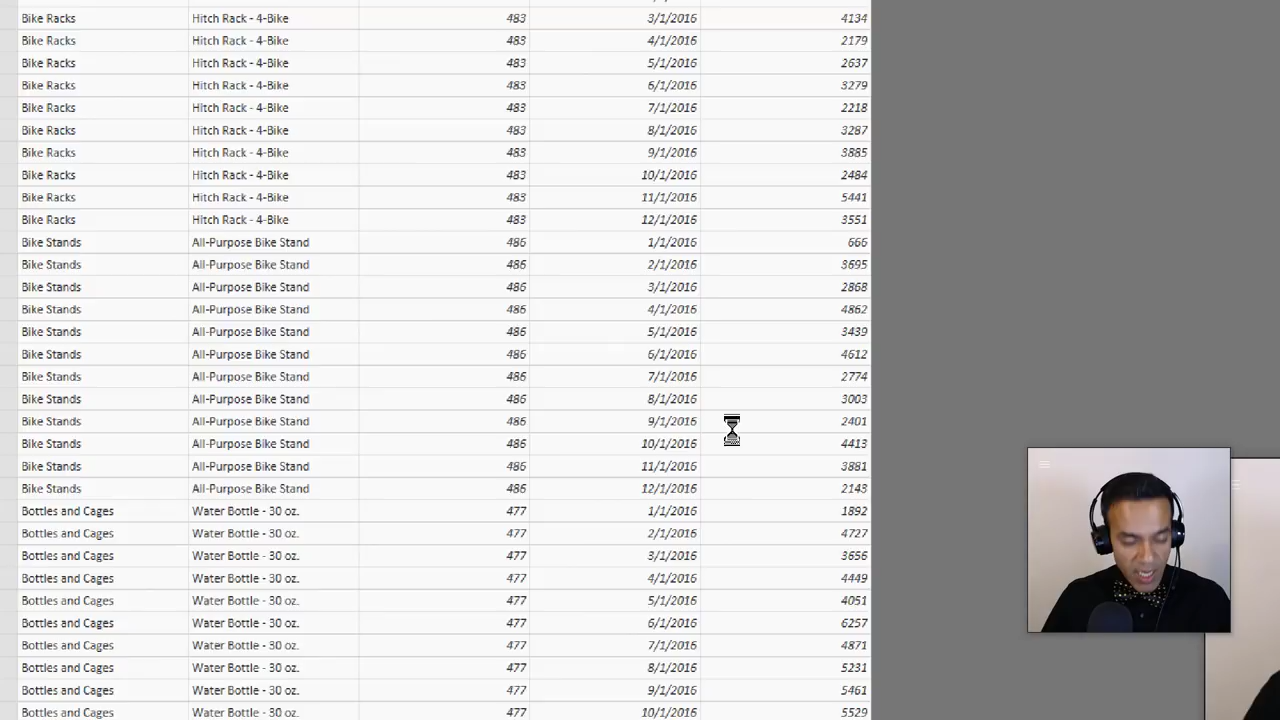 Bike Racks Hitch Rack - 4-Bike 483 3/1/2016 4134
Bike Racks Hitch Rack - 4-Bike 483 4/1/2016 2179
Bike Racks Hitch Rack - 4-Bike 483 5/1/2016 2637
Bike Racks Hitch Rack - 4-Bike 483 6/1/2016 3279
Bike Racks Hitch Rack - 4-Bike 483 7/1/2016 2218
Bike Racks Hitch Rack - 4-Bike 483 8/1/2016 3287
Bike Racks Hitch Rack - 4-Bike 483 9/1/2016 3885
Bike Racks Hitch Rack - 4-Bike 483 10/1/2016 2484
Bike Racks Hitch Rack - 4-Bike 483 11/1/2016 5441
Bike Racks Hitch Rack - 4-Bike 483 12/1/2016 3551
Bike Stands All-Purpose Bike Stand 486 1/1/2016 666
Bike Stands All-Purpose Bike Stand 486 2/1/2016 3695
Bike Stands All-Purpose Bike Stand 486 3/1/2016 2868
Bike Stands All-Purpose Bike Stand 486 4/1/2016 4862
Bike Stands All-Purpose Bike Stand 486 5/1/2016 3439
Bike Stands All-Purpose Bike Stand 486 6/1/2016 4612
Bike Stands All-Purpose Bike Stand 486 7/1/2016 2774
Bike Stands All-Purpose Bike Stand 486 8/1/2016 3003
Bike Stands All-Purpose Bike Stand 486 9/1/2016 2401
Bike Stands All-Purpose Bike Stand 486 10/1/2016 4413
Bike Stands All-Purpose Bike Stand 486 11/1/2016 3881
Bike Stands All-Purpose Bike Stand 486 12/1/2016 2143
Bottles and Cages Water Bottle - 30 oz. 477 1/1/2016 1892
Bottles and Cages Water Bottle - 30 oz. 477 2/1/2016 4727
Bottles and Cages Water Bottle - 30 oz. 477 3/1/2016 3656
Bottles and Cages Water Bottle - 30 oz. 477 4/1/2016 4449
Bottles and Cages Water Bottle - 30 oz. 477 5/1/2016 4051
Bottles and Cages Water Bottle - 30 oz. 477 6/1/2016 6257
Bottles and Cages Water Bottle - 30 oz. 477 7/1/2016 4871
Bottles and Cages Water Bottle - 30 oz. 477 8/1/2016 5231
Bottles and Cages Water Bottle - 30 oz. 477 9/1/2016 5461
Bottles and Cages Water Bottle - 30 oz. 477 10/1/2016 5529